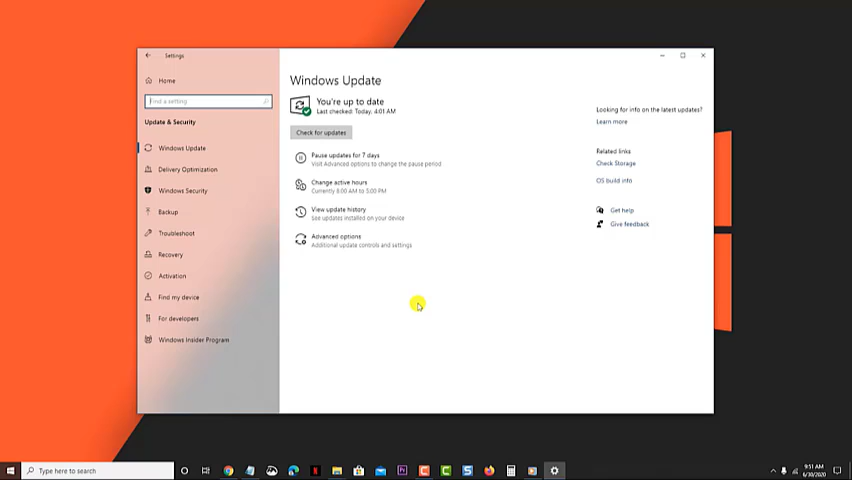 Settings
Home
Find a setting
Update & Security
Windows Update
Delivery Optimization
Windows Security
Backup
Troubleshoot
Recovery
Activation
Find my device
For developers
Windows Insider Program
Windows Update
You're up to date
Last checked: Today, 4:01 AM
Check for updates
Pause updates for 7 days
Visit Advanced options to change the pause period
Change active hours
Currently 8:00 AM to 5:00 PM
View update history
See updates installed on your device
Advanced options
Additional update controls and settings
Looking for info on the latest updates?
Learn more
Related links
Check Storage
OS build info
Get help
Give feedback
Type here to search
9:51 AM
6/30/2020